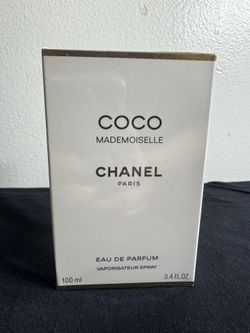 COCO
MADEMOISELLE
CHANEL
PARIS
EAU DE PARFUM
VAPORISATEUR SPRAY
100 ml 3.4 FL.OZ.